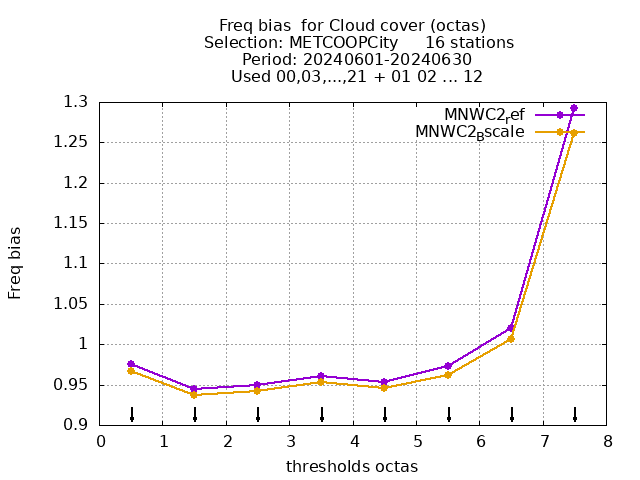 Freq bias  for Cloud cover (octas)
Selection: METCOOPCity     16 stations
Period: 20240601-20240630
Used 00,03,...,21 + 01 02 ... 12
MNWC2ref
MNWC2Bscale
1.3
1.25
1.2
1.15
1.1
1.05
1
0.95
0.9
Freq bias
0 1 2 3 4 5 6 7 8
thresholds octas